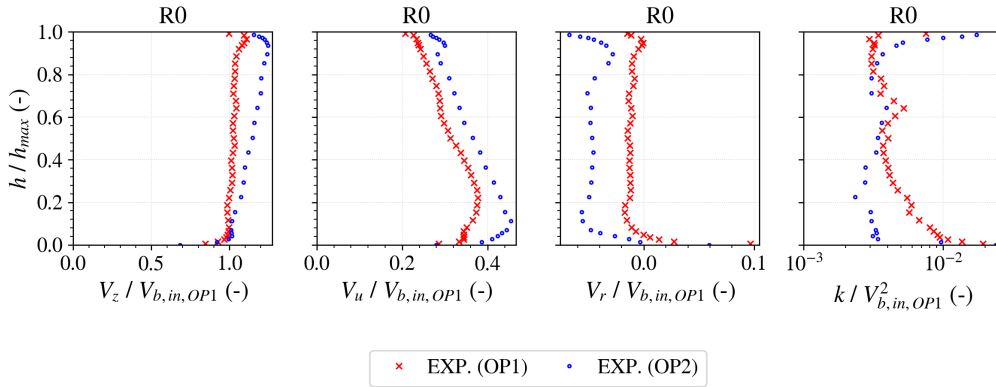 R0 R0 R0 R0
h / h_max (-)
1.0
0.8
0.6
0.4
0.2
0.0
0.0 0.5 1.0 0.0 0.2 0.4 0.0 0.1 10⁻³ 10⁻²
V_z / V_b,in,OP1 (-) V_u / V_b,in,OP1 (-) V_r / V_b,in,OP1 (-) k / V²_b,in,OP1 (-)
EXP. (OP1) EXP. (OP2)